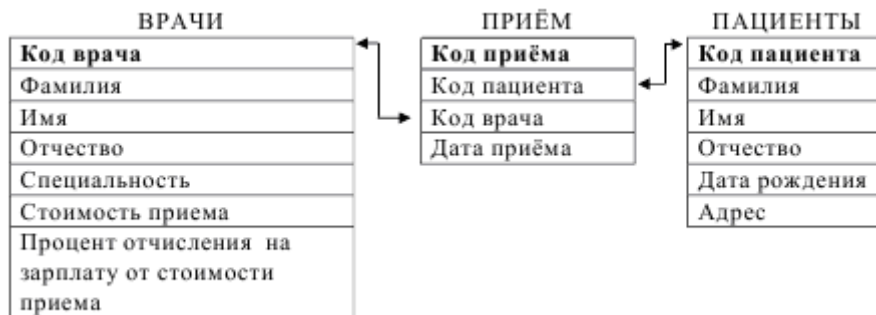 ВРАЧИ
Код врача
Фамилия
Имя
Отчество
Специальность
Стоимость приема
Процент отчисления на
зарплату от стоимости
приема
ПРИЁМ
Код приёма
Код пациента
Код врача
Дата приёма
ПАЦИЕНТЫ
Код пациента
Фамилия
Имя
Отчество
Дата рождения
Адрес